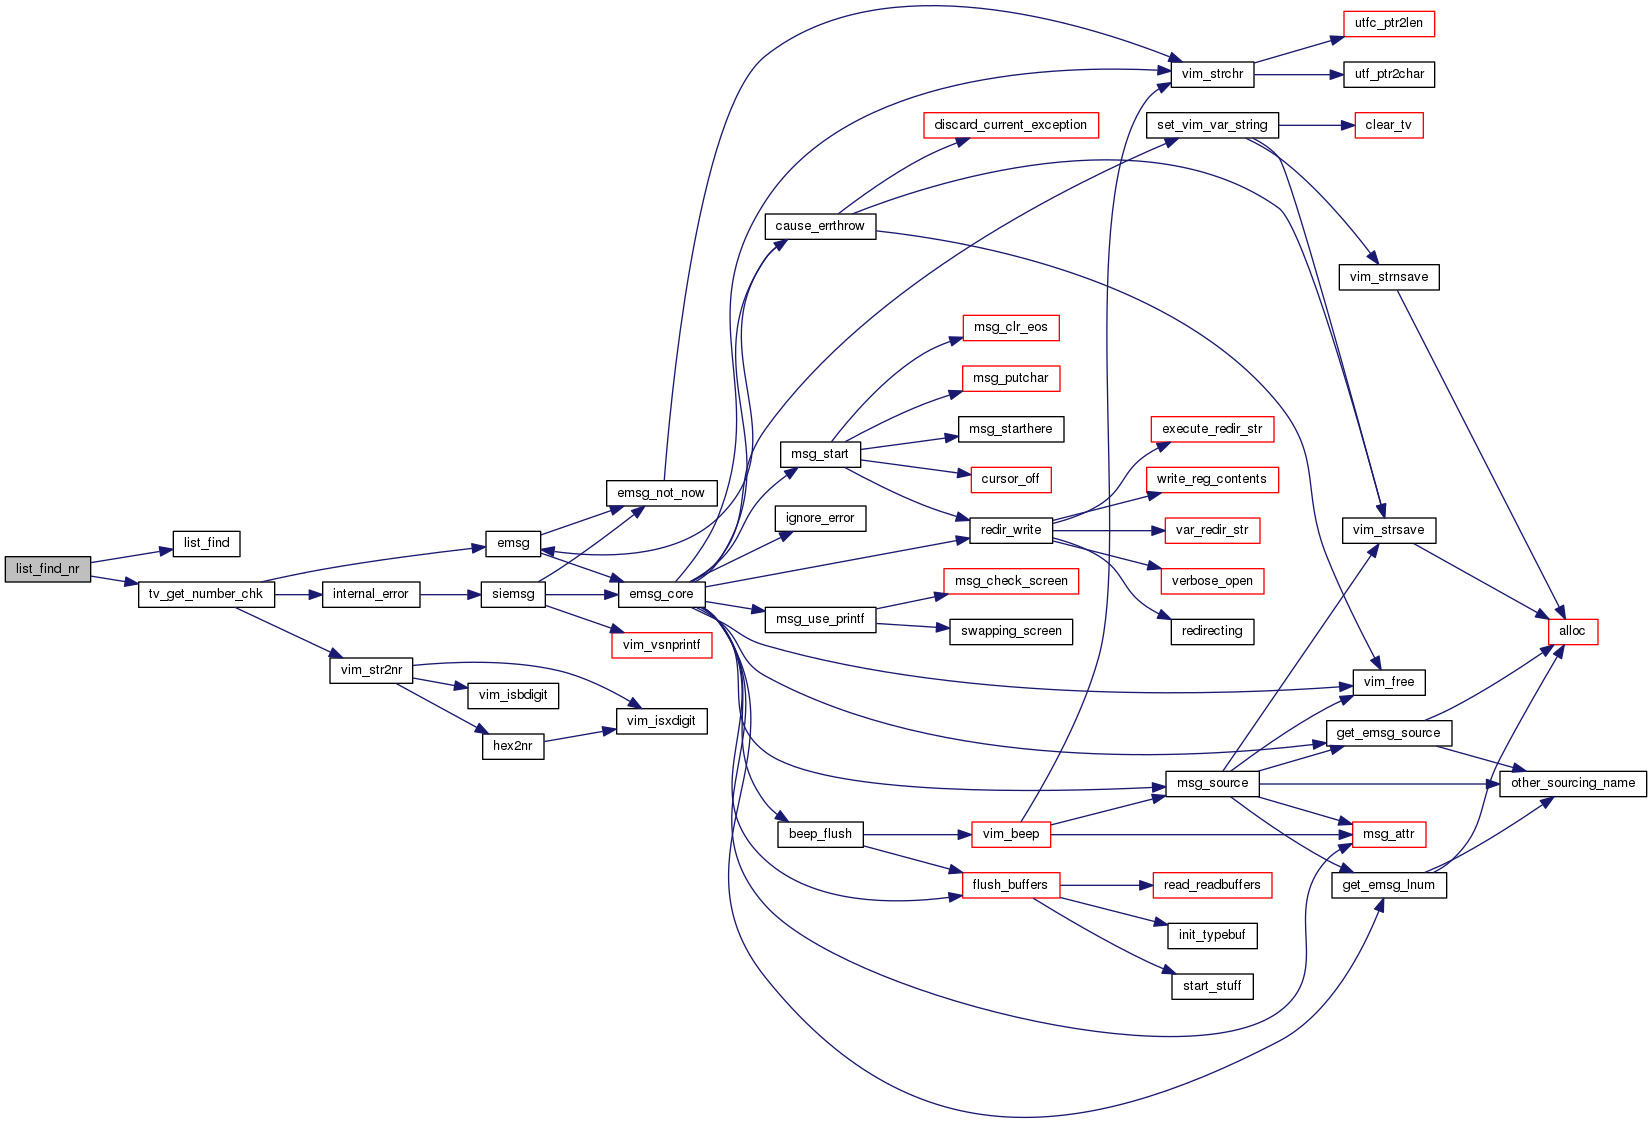 utfc_ptr2len
vim_strchr
utf_ptr2char
discard_current_exception
set_vim_var_string
clear_tv
cause_errthrow
vim_strnsave
msg_clr_eos
msg_putchar
msg_starthere
execute_redir_str
msg_start
cursor_off
write_reg_contents
emsg_not_now
ignore_error
redir_write
var_redir_str
vim_strsave
list_find
emsg
list_find_nr
msg_check_screen
verbose_open
tv_get_number_chk
internal_error
siemsg
emsg_core
msg_use_printf
swapping_screen
redirecting
alloc
vim_vsnprintf
vim_str2nr
vim_isbdigit
vim_free
vim_isxdigit
hex2nr
get_emsg_source
msg_source
other_sourcing_name
beep_flush
vim_beep
msg_attr
flush_buffers
read_readbuffers
get_emsg_lnum
init_typebuf
start_stuff